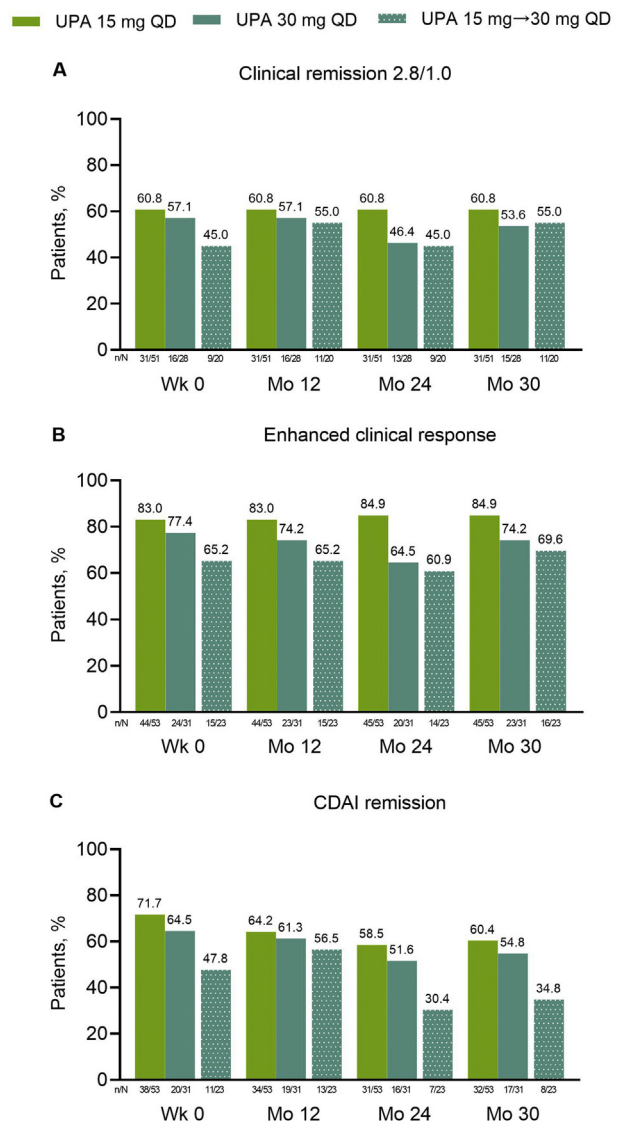 UPA 15 mg QD UPA 30 mg QD UPA 15 mg→30 mg QD
A Clinical remission 2.8/1.0
Patients, %
100
80
60
40
20
0
60.8 57.1 45.0 60.8 57.1 55.0 60.8 46.4 45.0 60.8 53.6 55.0
n/N 31/51 16/28 9/20 31/51 16/28 11/20 31/51 13/28 9/20 31/51 15/28 11/20
Wk 0 Mo 12 Mo 24 Mo 30
B Enhanced clinical response
Patients, %
100
80
60
40
20
0
83.0 77.4 65.2 83.0 74.2 65.2 84.9 64.5 60.9 84.9 74.2 69.6
n/N 44/53 24/31 15/23 44/53 23/31 15/23 45/53 20/31 14/23 45/53 23/31 16/23
Wk 0 Mo 12 Mo 24 Mo 30
C CDAI remission
Patients, %
100
80
60
40
20
0
71.7 64.5 47.8 64.2 61.3 56.5 58.5 51.6 30.4 60.4 54.8 34.8
n/N 38/53 20/31 11/23 34/53 19/31 13/23 31/53 16/31 7/23 32/53 17/31 8/23
Wk 0 Mo 12 Mo 24 Mo 30